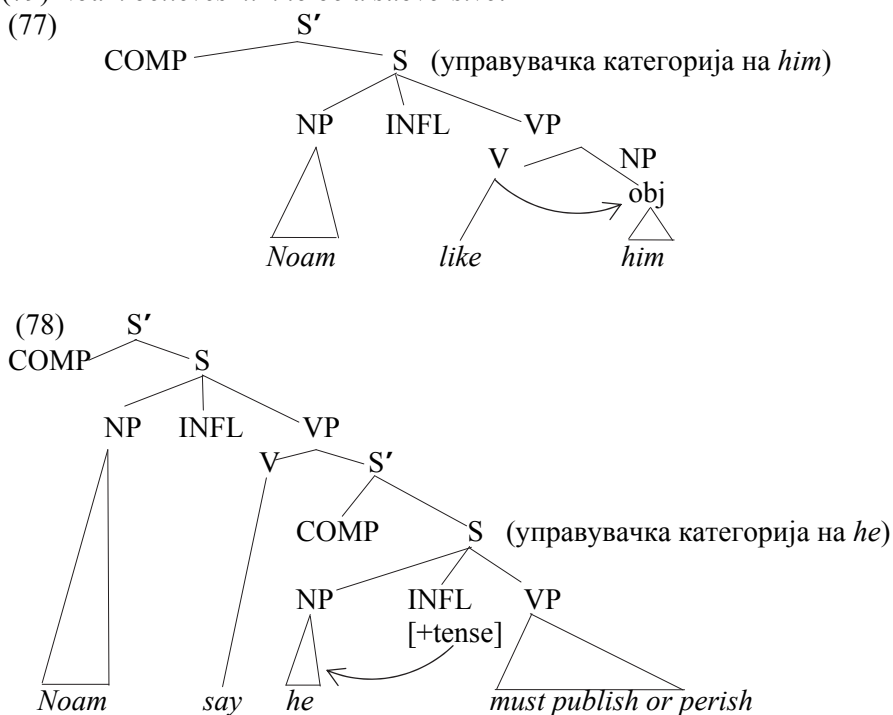 (77) S′
COMP S (управувачка категорија на him)
NP INFL VP
V NP
obj
Noam like him
(78) S′
COMP S
NP INFL VP
V S′
COMP S (управувачка категорија на he)
NP INFL VP
[+tense]
Noam say he must publish or perish